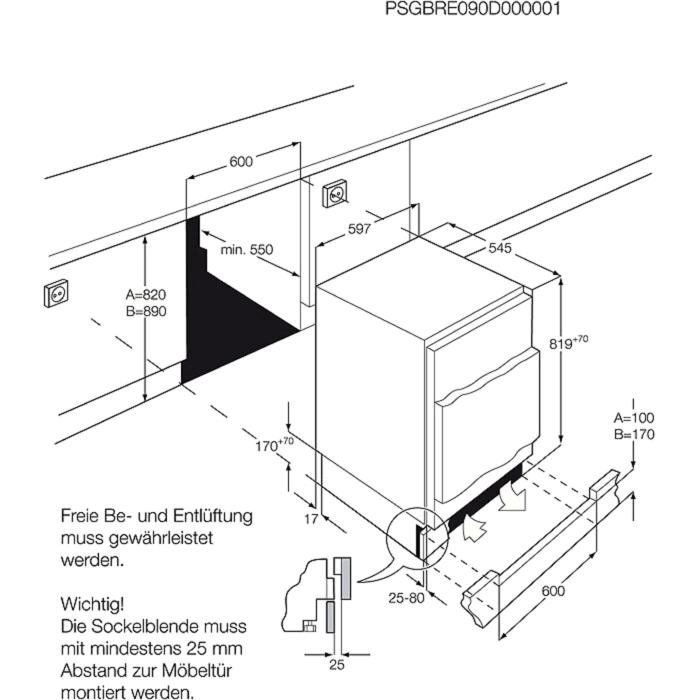 PSGBRE090D000001
600
597
545
min. 550
A=820
B=890
819+70
A=100
B=170
170+70
17
25-80
600
25
Freie Be- und Entlüftung
muss gewährleistet
werden.
Wichtig!
Die Sockelblende muss
mit mindestens 25 mm
Abstand zur Möbeltür
montiert werden.